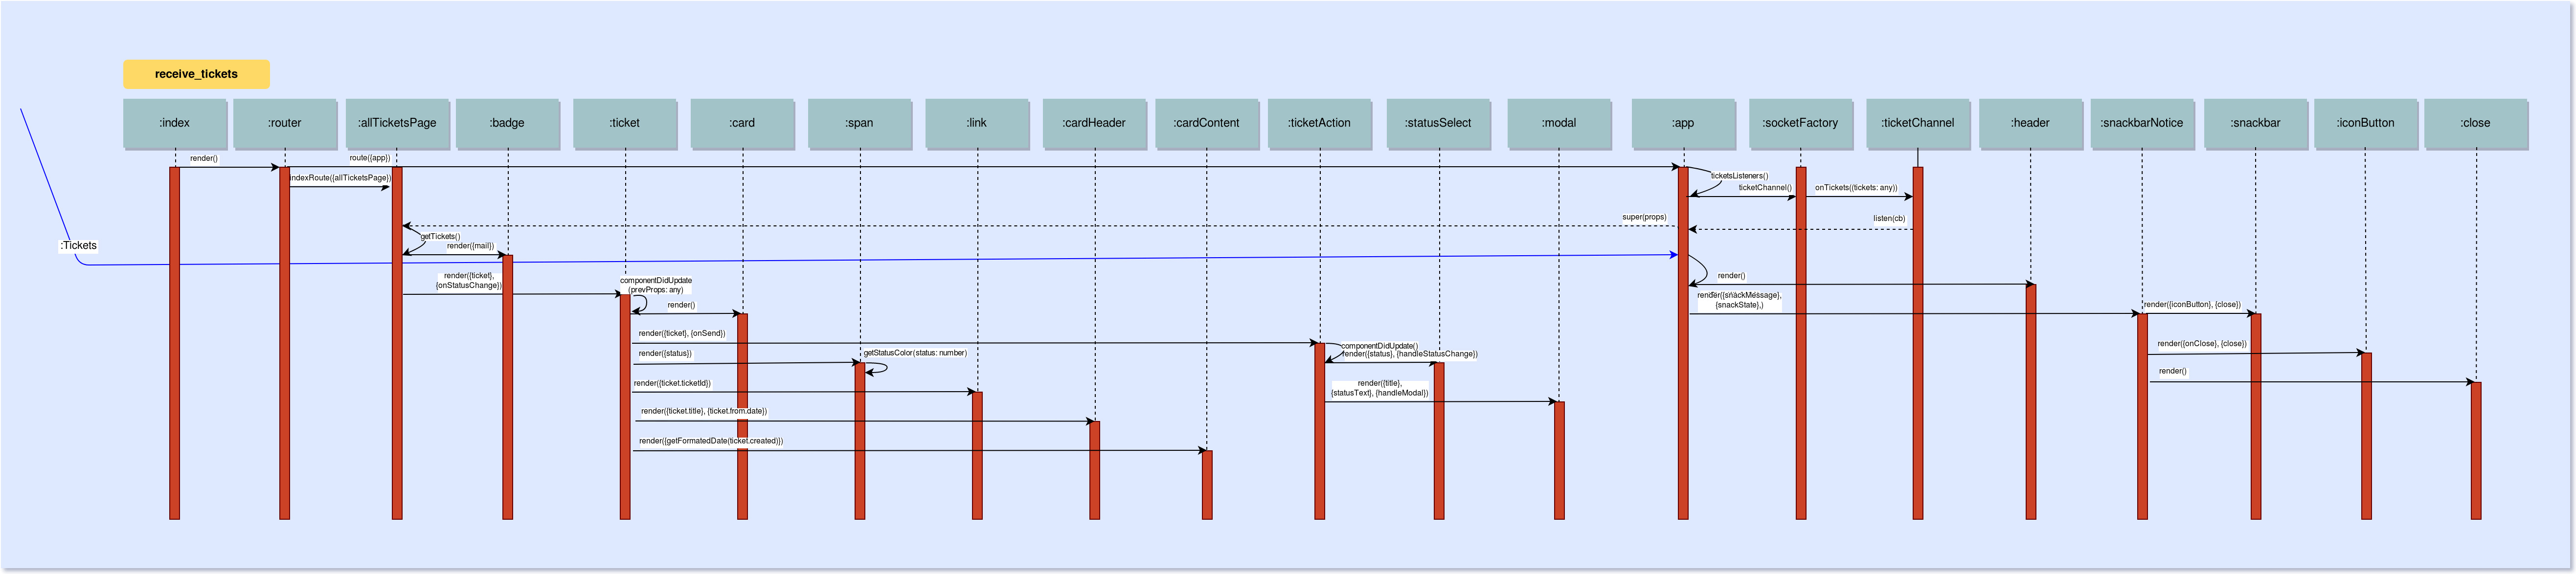 receive_tickets
:index
:router
:allTicketsPage
:badge
:ticket
:card
:span
:link
:cardHeader
:cardContent
:ticketAction
:statusSelect
:modal
:app
:socketFactory
:ticketChannel
:header
:snackbarNotice
:snackbar
:iconButton
:close
render()
route({app})
indexRoute({allTicketsPage})
ticketsListeners()
ticketChannel()
onTickets((tickets: any))
super(props)
listen(cb)
:Tickets
getTickets()
render({mail})
render({ticket},
{onStatusChange})
componentDidUpdate
(prevProps: any)
render()
render()
render({snackMessage},
{snackState},)
render({iconButton}, {close})
render({ticket}, {onSend})
componentDidUpdate()
render({status}, {handleStatusChange})
render({onClose}, {close})
render({status})
getStatusColor(status: number)
render()
render({ticket.ticketId})
render({title},
{statusText}, {handleModal})
render({ticket.title}, {ticket.from.date})
render({getFormatedDate(ticket.created)})